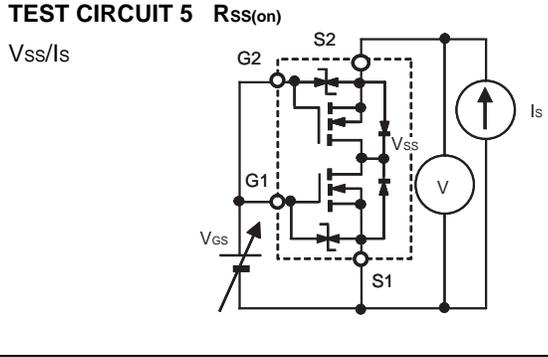 TEST CIRCUIT 5 RSS(on)
VSS/IS
S2
G2
IS
VSS
G1
V
VGS
S1